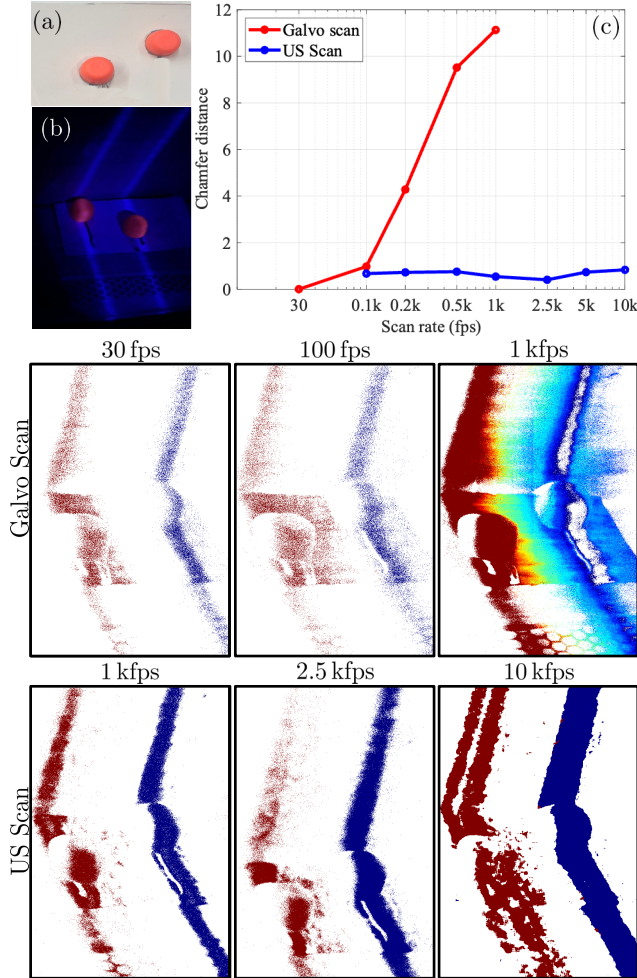 (a)
(b)
(c)
Galvo scan
US Scan
Chamfer distance
12
10
8
6
4
2
0
30
0.1k
0.2k
0.5k
1k
2.5k
5k
10k
Scan rate (fps)
30 fps
100 fps
1 kfps
Galvo Scan
1 kfps
2.5 kfps
10 kfps
US Scan